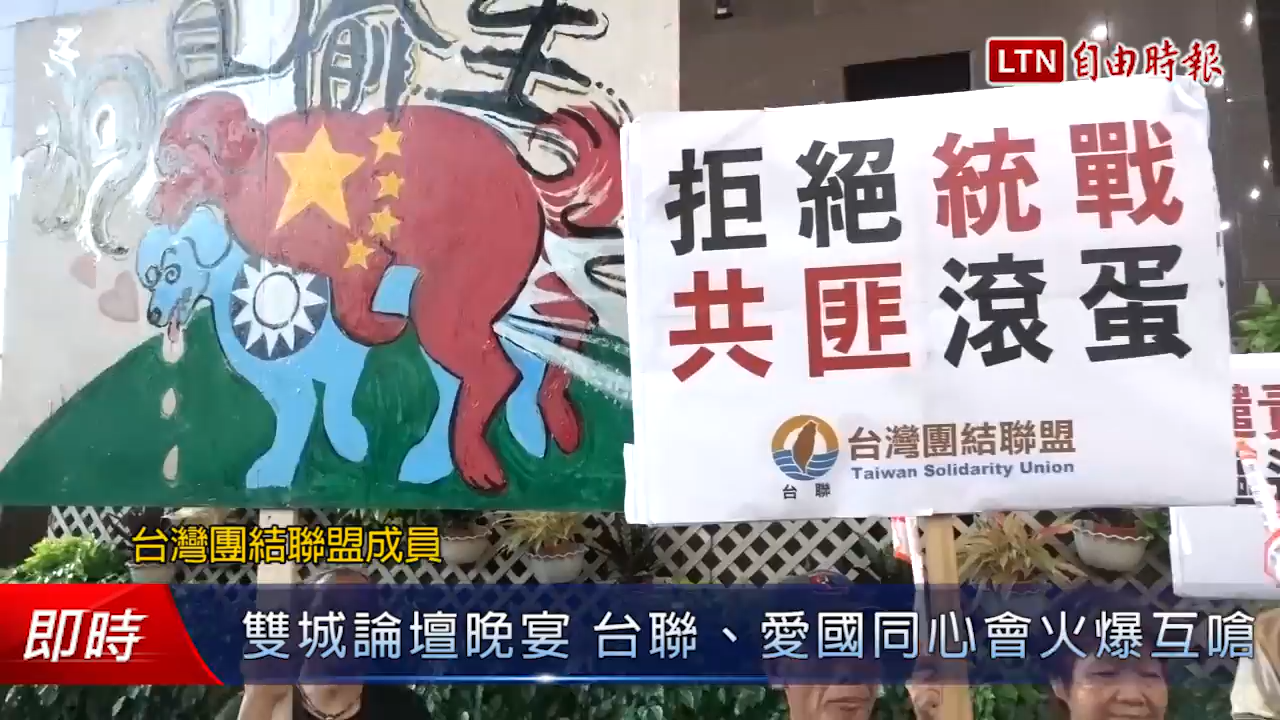 LTN 自由時報
拒絕統戰
共匪滾蛋
台灣團結聯盟
Taiwan Solidarity Union
台聯
台灣團結聯盟成員
即時
雙城論壇晚宴 台聯、愛國同心會火爆互嗆